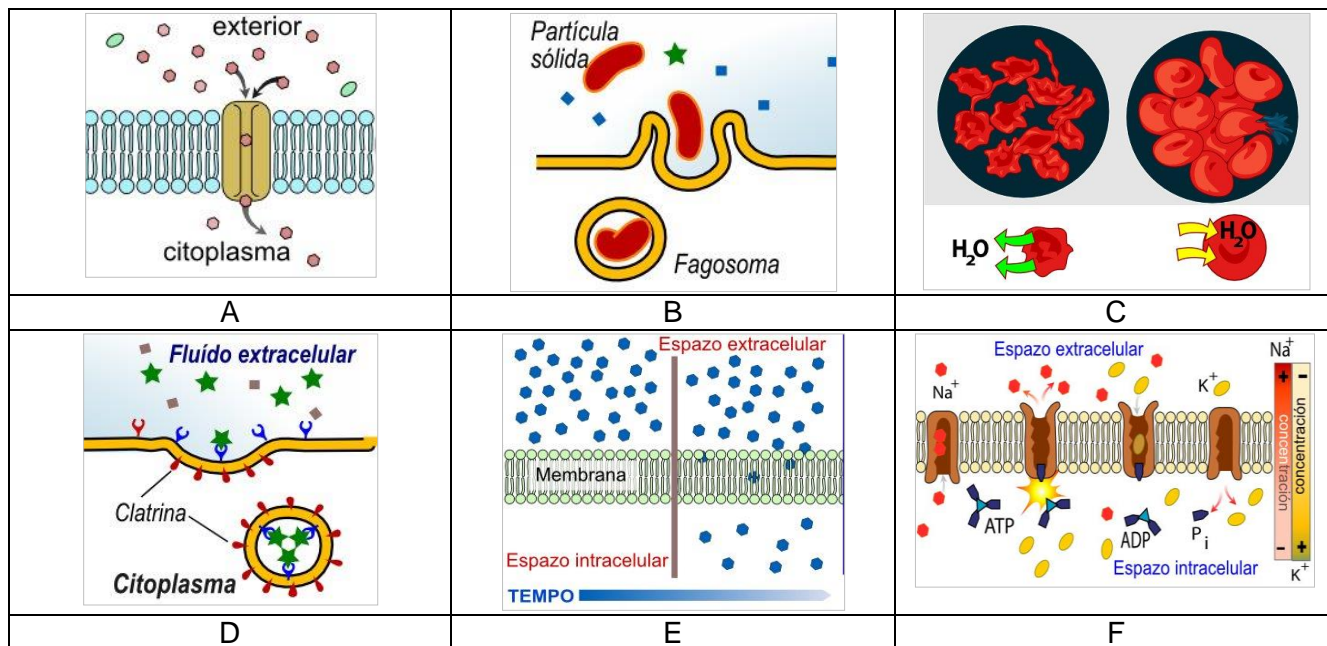 exterior
citoplasma
A
Partícula
sólida
Fagosoma
B
H2O
H2O
C
Fluído extracelular
Clatrina
Citoplasma
D
Espazo extracelular
Membrana
Espazo intracelular
TEMPO
E
Espazo extracelular
Na+
K+
ATP
ADP
Pi
Espazo intracelular
Na+
+
-
concentración
concentración
-
+
K+
F